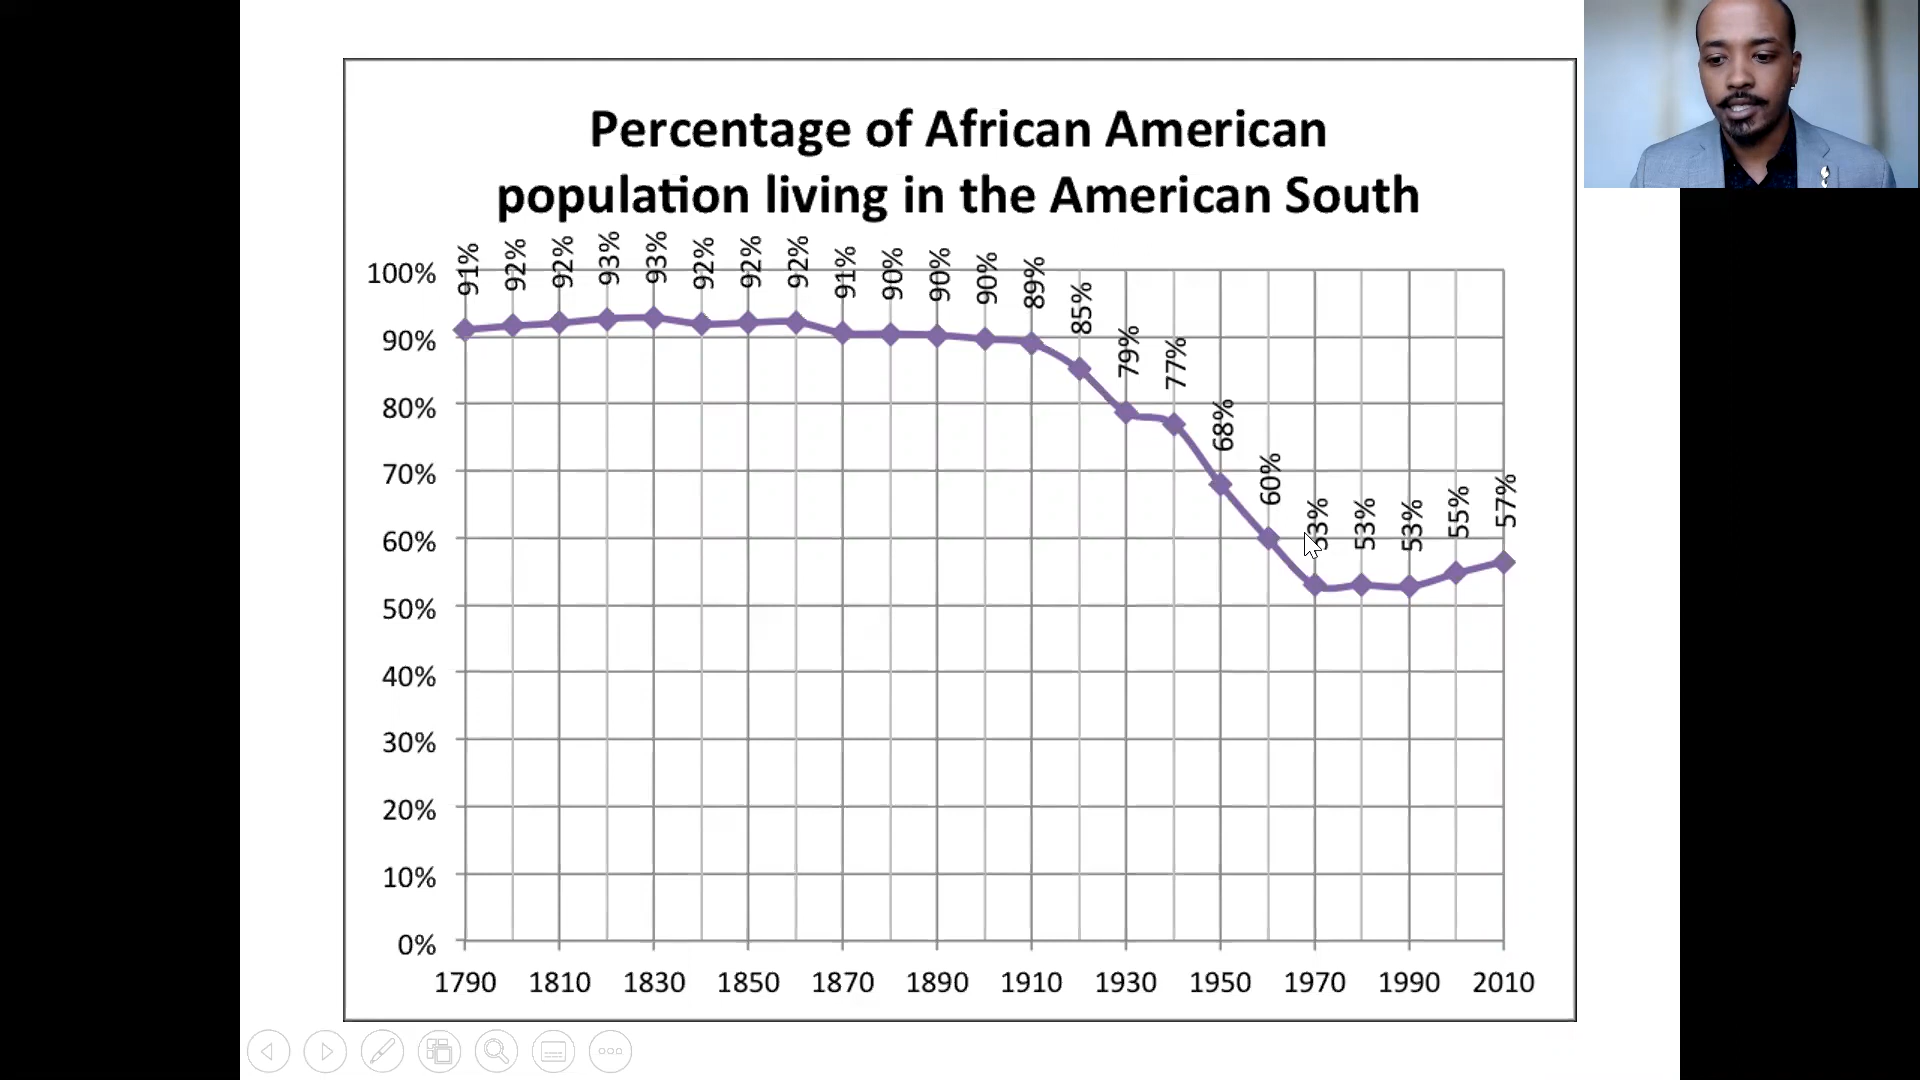 Percentage of African American
population living in the American South
91% 92% 92% 93% 93% 92% 92% 92% 91% 90% 90% 90% 89% 85% 79% 77% 68% 60% 53% 53% 53% 55% 57%
100%
90%
80%
70%
60%
50%
40%
30%
20%
10%
0%
1790 1810 1830 1850 1870 1890 1910 1930 1950 1970 1990 2010